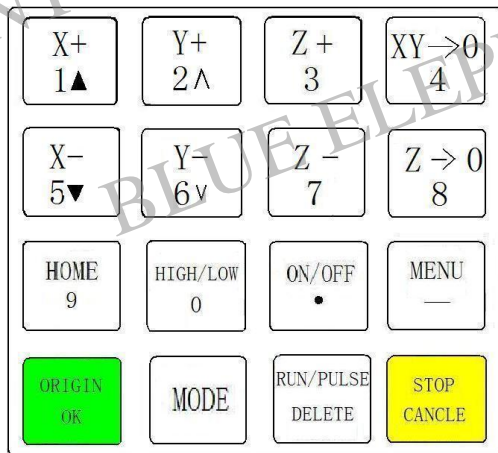 X+ Y+ Z+ XY→0
1▲ 2∧ 3 4
X- Y- Z- Z→0
5▼ 6∨ 7 8
HOME HIGH/LOW ON/OFF MENU
9 0 • —
ORIGIN MODE RUN/PULSE STOP
OK DELETE CANCLE
BLUE ELEP